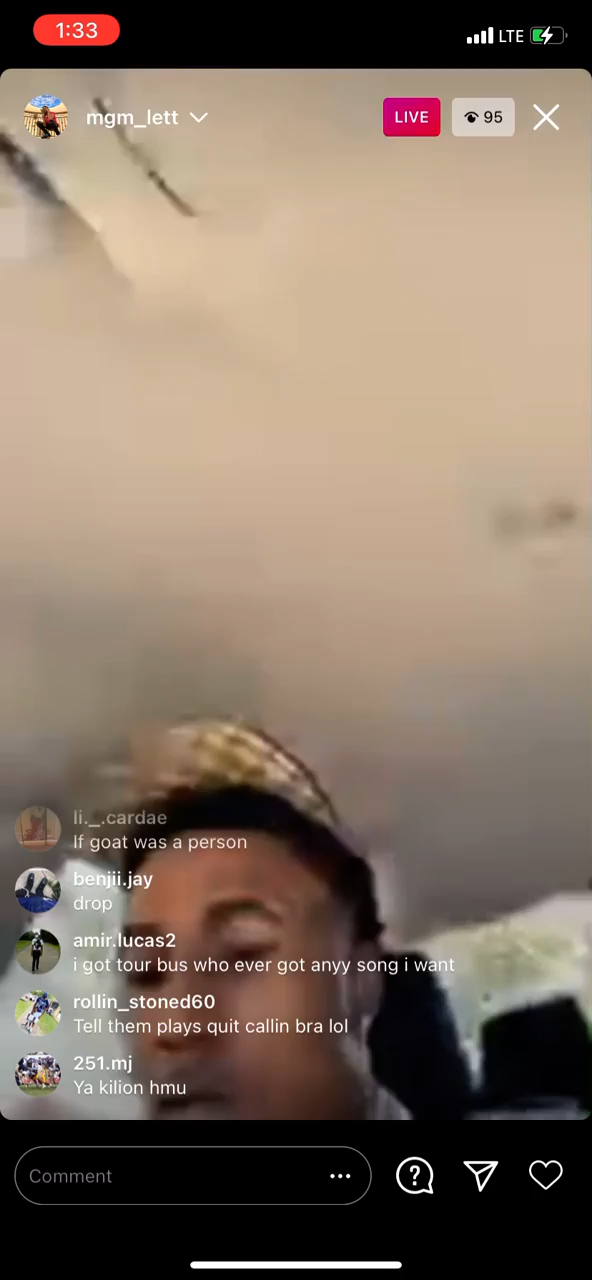 1:33
LTE
mgm_lett
LIVE
95
li._.cardae
If goat was a person
benjii.jay
drop
amir.lucas2
i got tour bus who ever got anyy song i want
rollin_stoned60
Tell them plays quit callin bra lol
251.mj
Ya kilion hmu
Comment